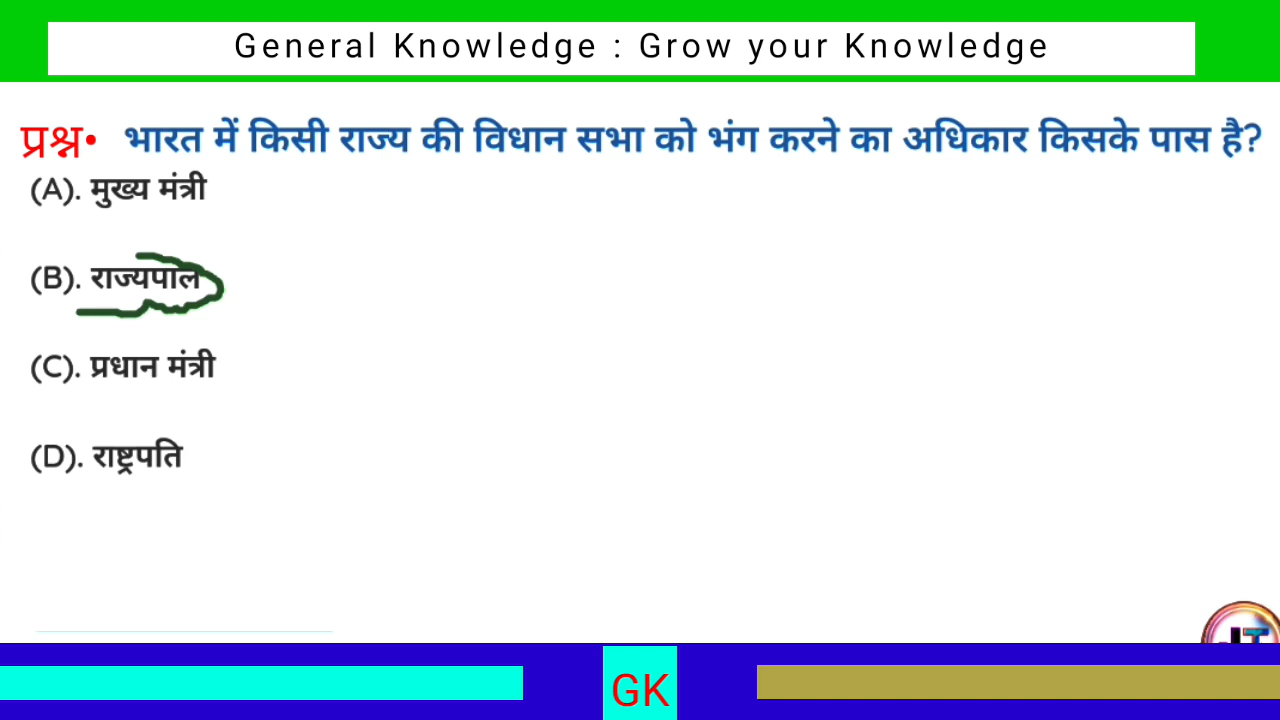 General Knowledge : Grow your Knowledge
प्रश्न• भारत में किसी राज्य की विधान सभा को भंग करने का अधिकार किसके पास है?
(A). मुख्य मंत्री
(B). राज्यपाल
(C). प्रधान मंत्री
(D). राष्ट्रपति
GK